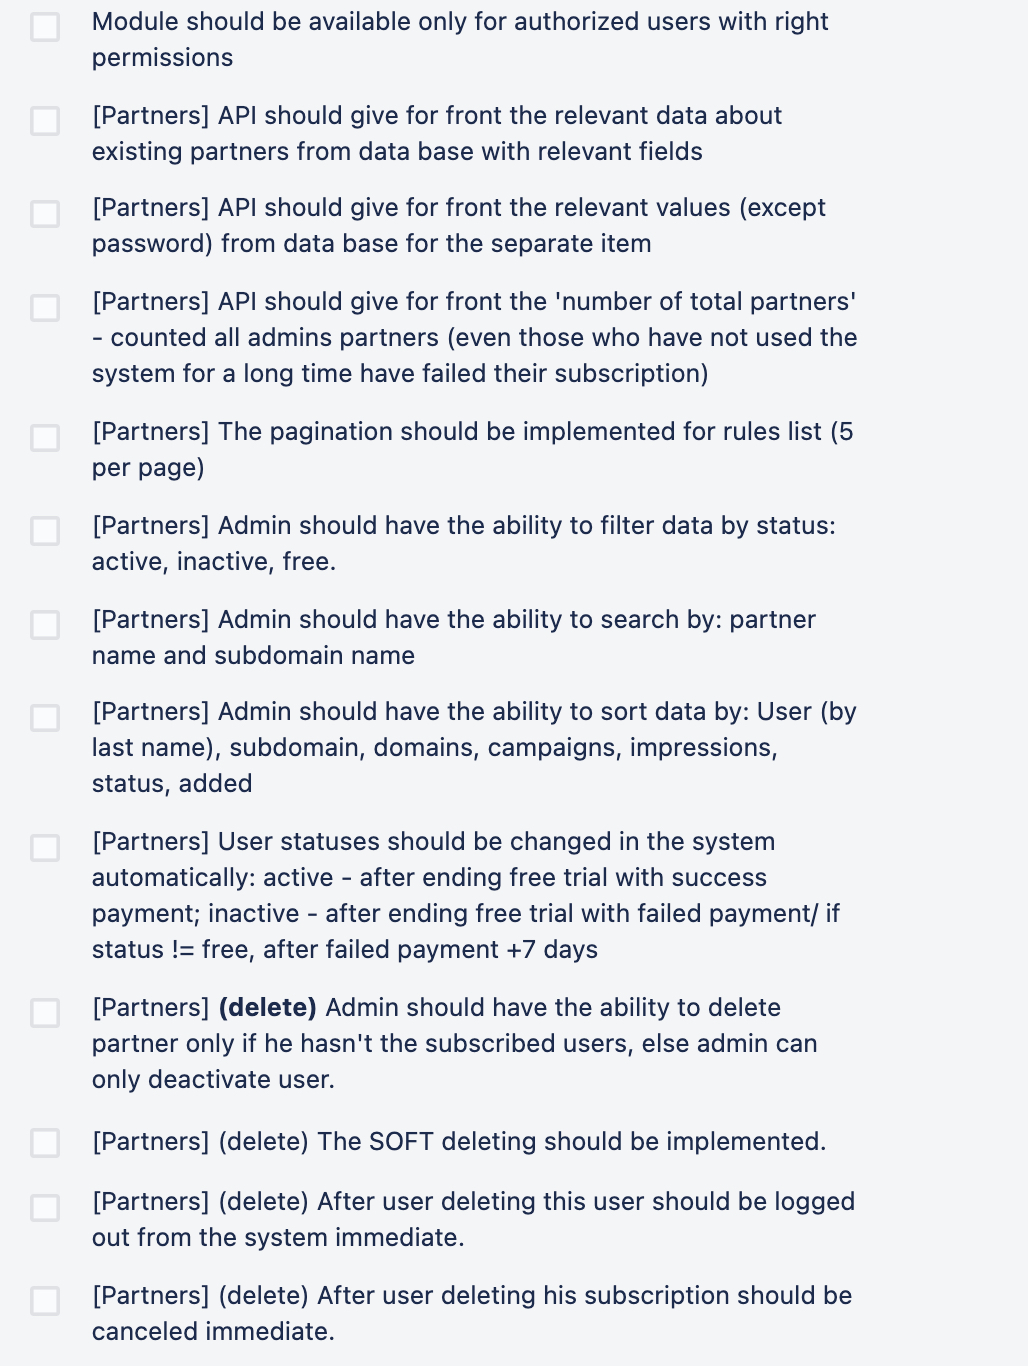 Module should be available only for authorized users with right
permissions
[Partners] API should give for front the relevant data about
existing partners from data base with relevant fields
[Partners] API should give for front the relevant values (except
password) from data base for the separate item
[Partners] API should give for front the 'number of total partners'
- counted all admins partners (even those who have not used the
system for a long time have failed their subscription)
[Partners] The pagination should be implemented for rules list (5
per page)
[Partners] Admin should have the ability to filter data by status:
active, inactive, free.
[Partners] Admin should have the ability to search by: partner
name and subdomain name
[Partners] Admin should have the ability to sort data by: User (by
last name), subdomain, domains, campaigns, impressions,
status, added
[Partners] User statuses should be changed in the system
automatically: active - after ending free trial with success
payment; inactive - after ending free trial with failed payment/ if
status != free, after failed payment +7 days
[Partners] (delete) Admin should have the ability to delete
partner only if he hasn't the subscribed users, else admin can
only deactivate user.
[Partners] (delete) The SOFT deleting should be implemented.
[Partners] (delete) After user deleting this user should be logged
out from the system immediate.
[Partners] (delete) After user deleting his subscription should be
canceled immediate.